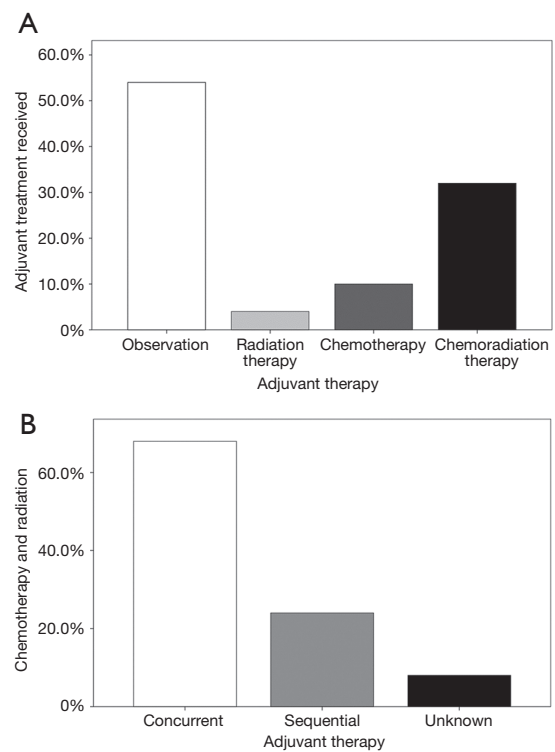 A
60.0%
50.0%
40.0%
30.0%
20.0%
10.0%
0%
Adjuvant treatment received
Observation
Radiation
therapy
Chemotherapy
Chemoradiation
therapy
Adjuvant therapy
B
60.0%
40.0%
20.0%
0%
Chemotherapy and radiation
Concurrent
Sequential
Unknown
Adjuvant therapy